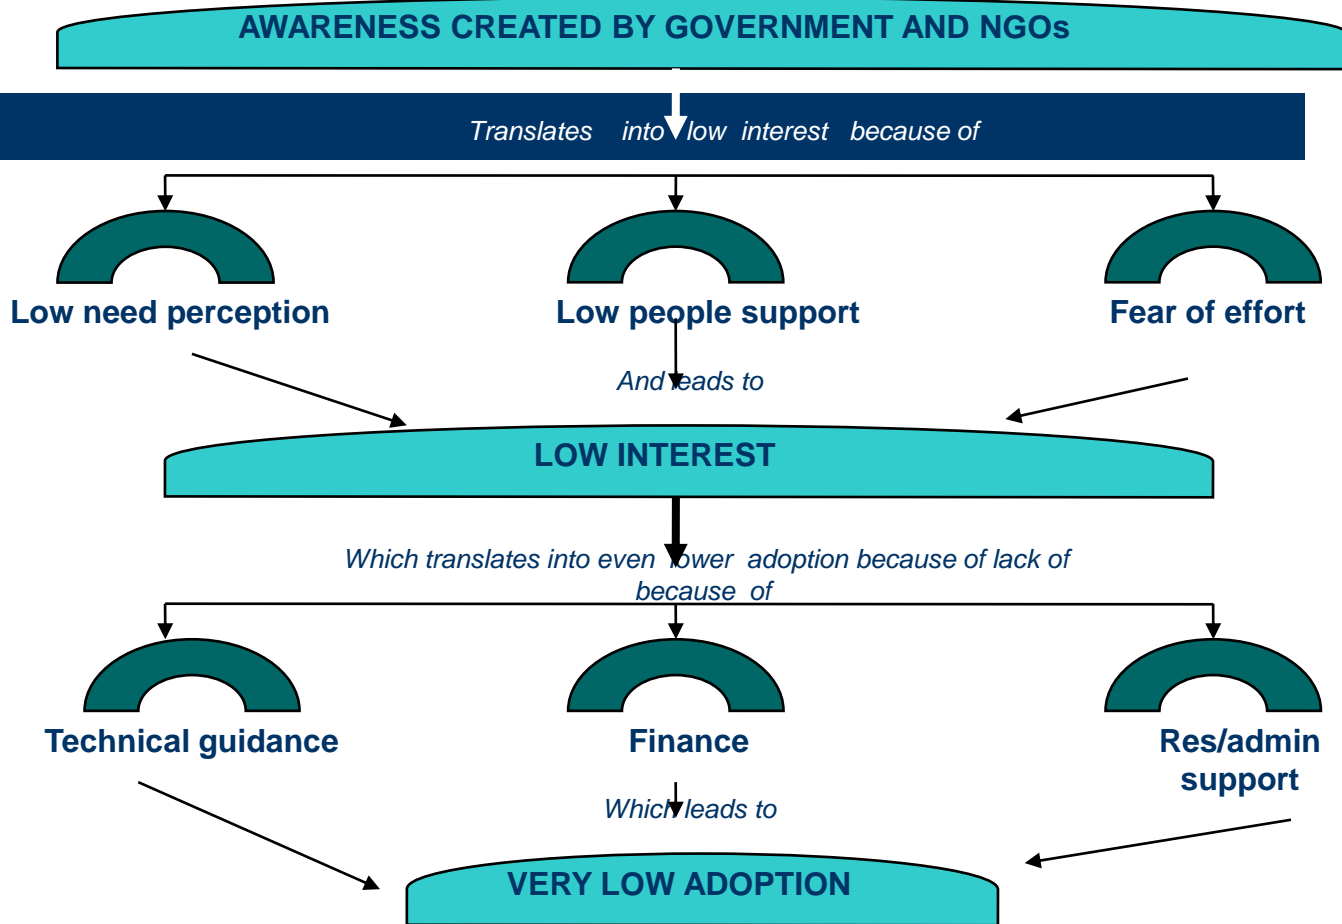 AWARENESS CREATED BY GOVERNMENT AND NGOs
Translates into low interest because of
Low need perception
Low people support
Fear of effort
And leads to
LOW INTEREST
Which translates into even lower adoption because of lack of
because of
Technical guidance
Finance
Res/admin
support
Which leads to
VERY LOW ADOPTION